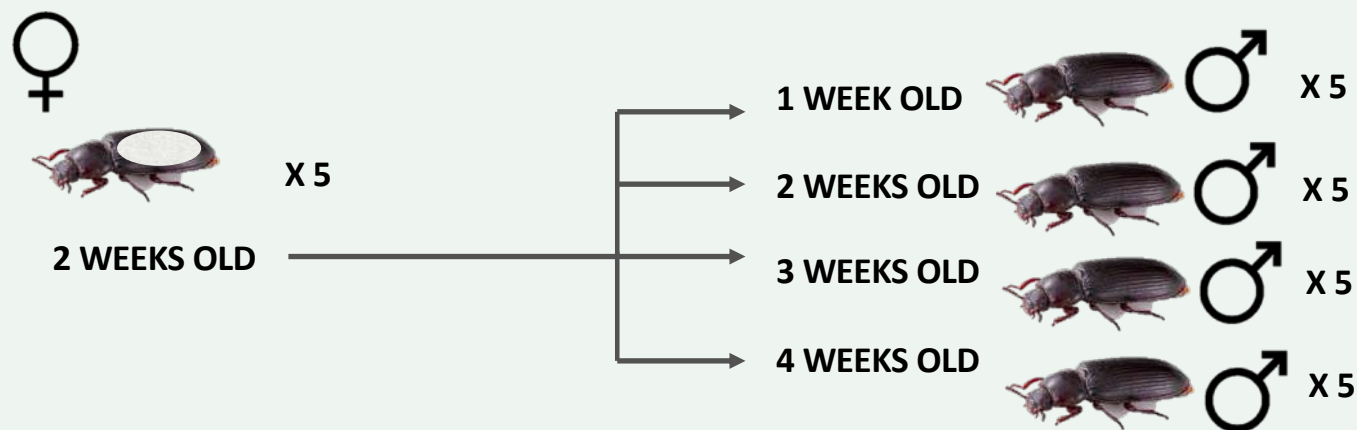 X 5
2 WEEKS OLD
1 WEEK OLD
X 5
2 WEEKS OLD
X 5
3 WEEKS OLD
X 5
4 WEEKS OLD
X 5